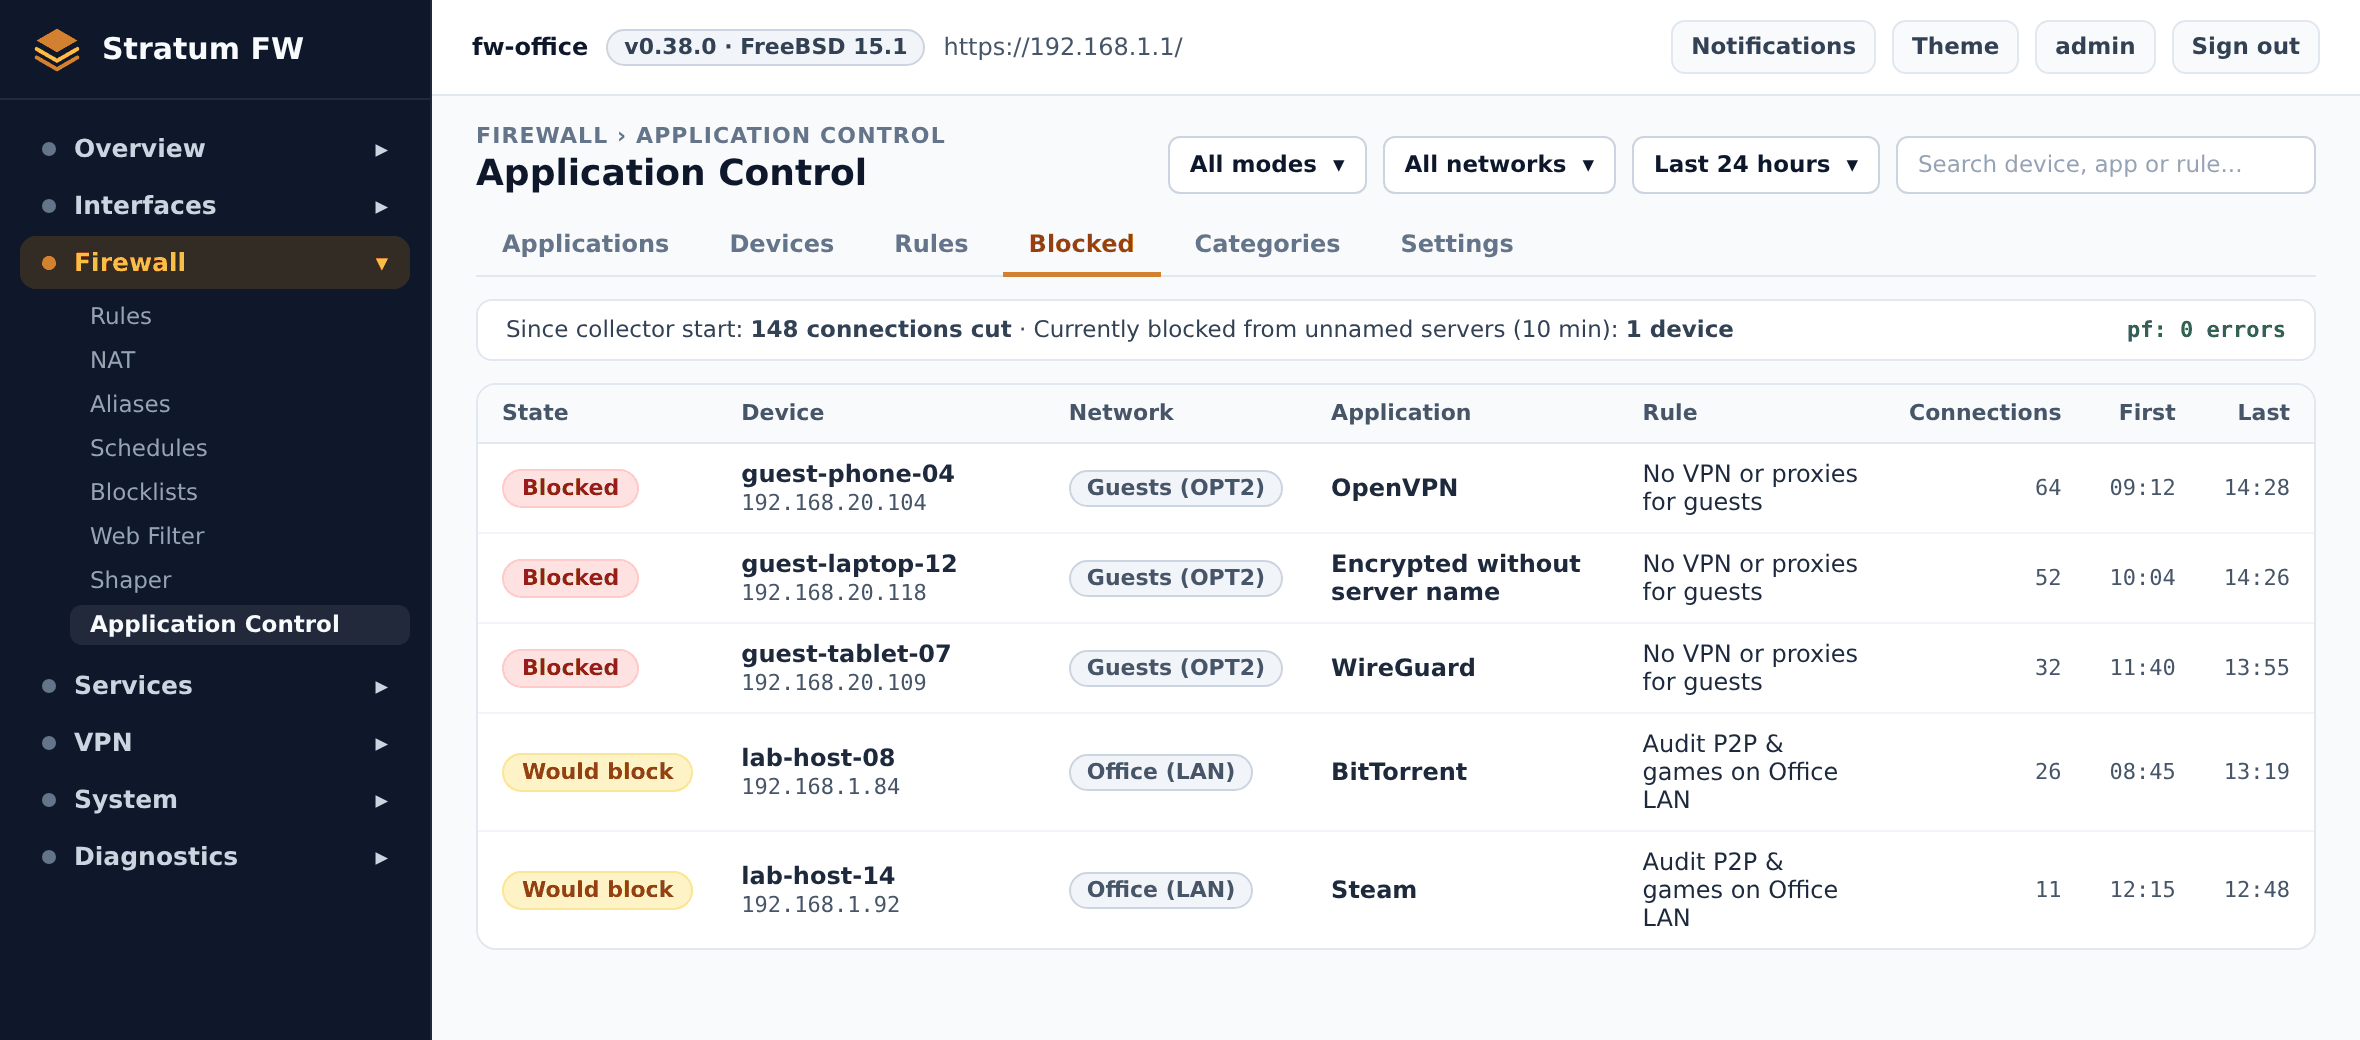 Stratum FW
fw-office
v0.38.0 · FreeBSD 15.1
https://192.168.1.1/
Notifications
Theme
admin
Sign out
Overview
Interfaces
Firewall
Rules
NAT
Aliases
Schedules
Blocklists
Web Filter
Shaper
Application Control
Services
VPN
System
Diagnostics
FIREWALL › APPLICATION CONTROL
Application Control
All modes
All networks
Last 24 hours
Search device, app or rule...
Applications Devices Rules Blocked Categories Settings
Since collector start: 148 connections cut · Currently blocked from unnamed servers (10 min): 1 device
pf: 0 errors
State Device Network Application Rule Connections First Last
Blocked
guest-phone-04
192.168.20.104
Guests (OPT2)
OpenVPN
No VPN or proxies
for guests
64 09:12 14:28
Blocked
guest-laptop-12
192.168.20.118
Guests (OPT2)
Encrypted without
server name
No VPN or proxies
for guests
52 10:04 14:26
Blocked
guest-tablet-07
192.168.20.109
Guests (OPT2)
WireGuard
No VPN or proxies
for guests
32 11:40 13:55
Would block
lab-host-08
192.168.1.84
Office (LAN)
BitTorrent
Audit P2P &
games on Office
LAN
26 08:45 13:19
Would block
lab-host-14
192.168.1.92
Office (LAN)
Steam
Audit P2P &
games on Office
LAN
11 12:15 12:48